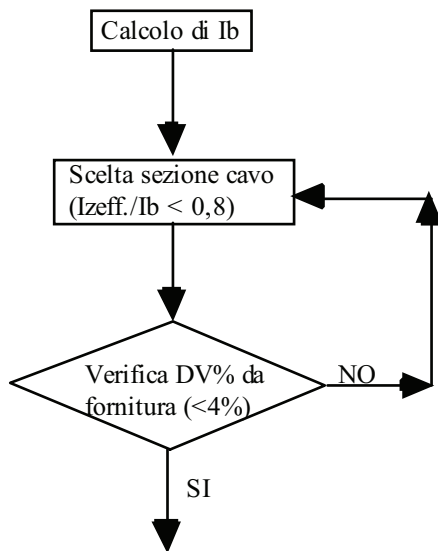 Calcolo di Ib
Scelta sezione cavo
(Izeff./Ib < 0,8)
Verifica DV% da
fornitura (<4%)
NO
SI